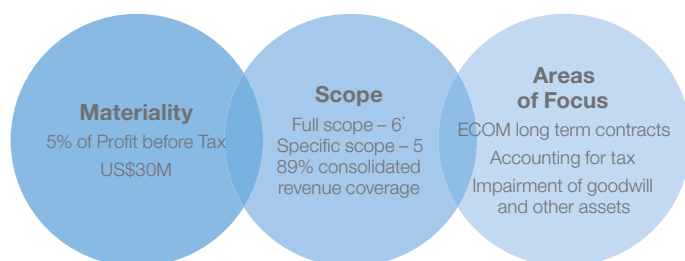 Materiality
5% of Profit before Tax
US$30M
Scope
Full scope – 6*
Specific scope – 5
89% consolidated
revenue coverage
Areas
of Focus
ECOM long term contracts
Accounting for tax
Impairment of goodwill
and other assets